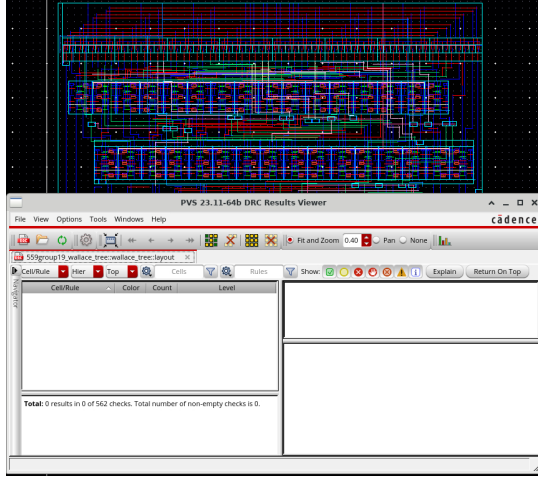 PVS 23.11-64b DRC Results Viewer
File View Options Tools Windows Help
cādence
Fit and Zoom 0.40 Pan None
559group19_wallace_tree::wallace_tree::layout
Cell/Rule Hier Top Cells Rules Show: Explain Return On Top
Navigator
Cell/Rule Color Count Level
Total: 0 results in 0 of 562 checks. Total number of non-empty checks is 0.